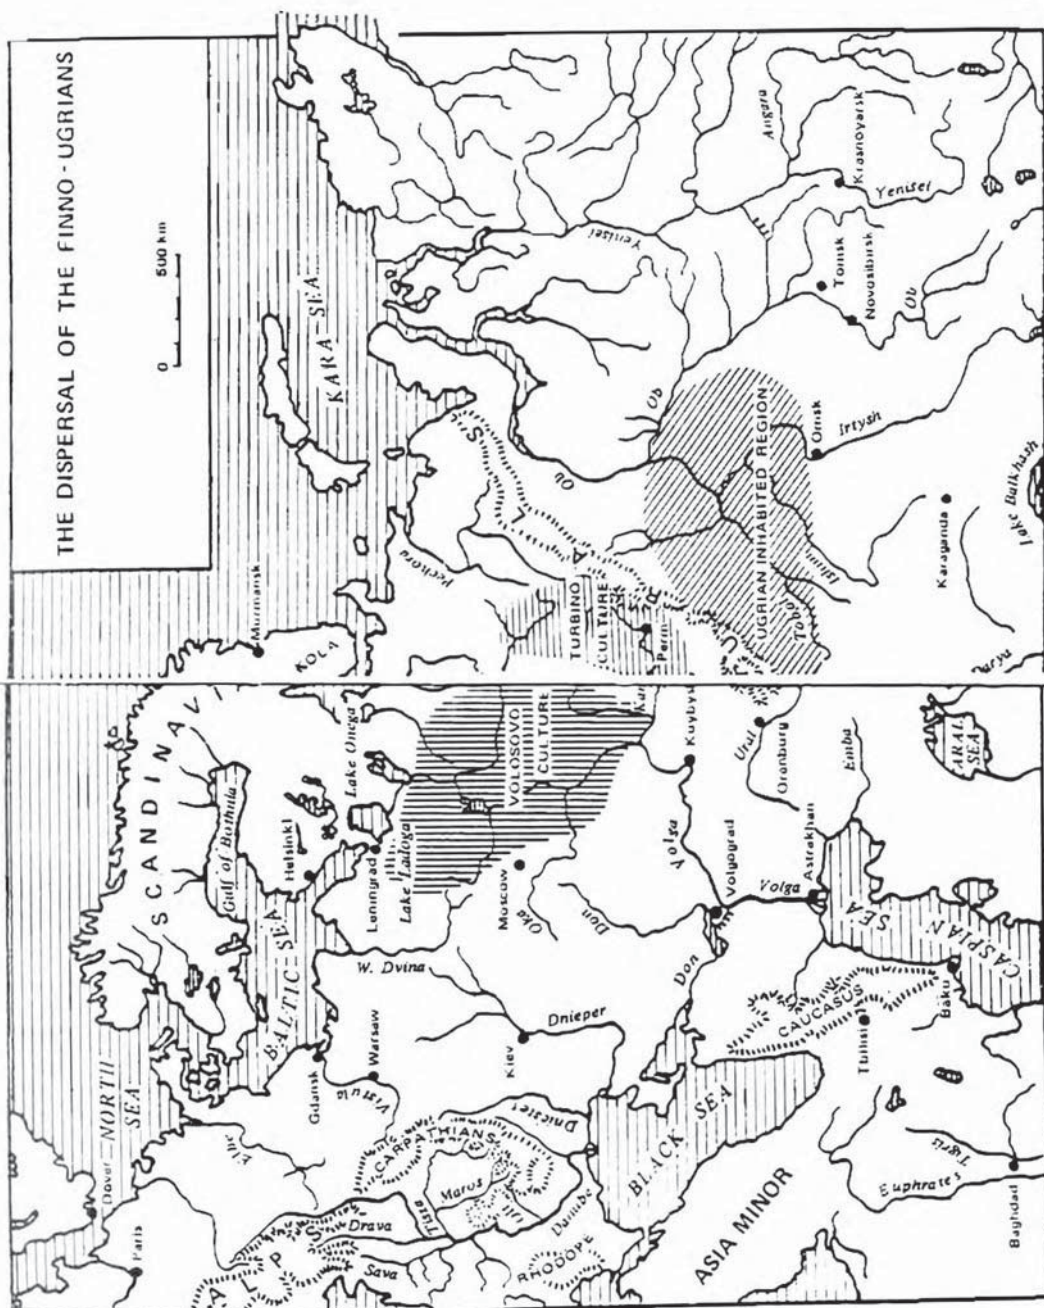 THE DISPERSAL OF THE FINNO - UGRIANS
0 500 km
KARA-SEA
Murmansk
KOLA
Pechora
Ob
Ob
Ob
Yenisei
Yenisei
Angara
Krasnoyarsk
Tomsk
Novosibirsk
Omsk
Irtysh
UGRIAN INHABITED REGION
TURBINO
CULTURE
Perm
U
R
A
L
S
Ishim
Karaganda
Lake Balkhash
SCANDINAVI
Gulf of Bothnia
Helsinki
Lake Onega
Leningrad
Lake Ladoga
VOLOSOVO
CULTURE
Moscow
Oka
Don
Don
Volga
Volga
Volgograd
Astrakhan
Ural
Orenburg
Emba
ARAL
SEA
CASPIAN
SEA
NORTH
SEA
BALTIC-SEA
W. Dvina
Gdansk
Warsaw
Vistula
Kiev
Dnieper
Dniester
Elbe
Dover
Paris
ALPS
Drava
Sava
Tisza
CARPATHIANS
Maros
Danube
RHODOPE
BLACK SEA
CAUCASUS
Tbilisi
Baku
ASIA MINOR
Euphrates
Tigris
Baghdad